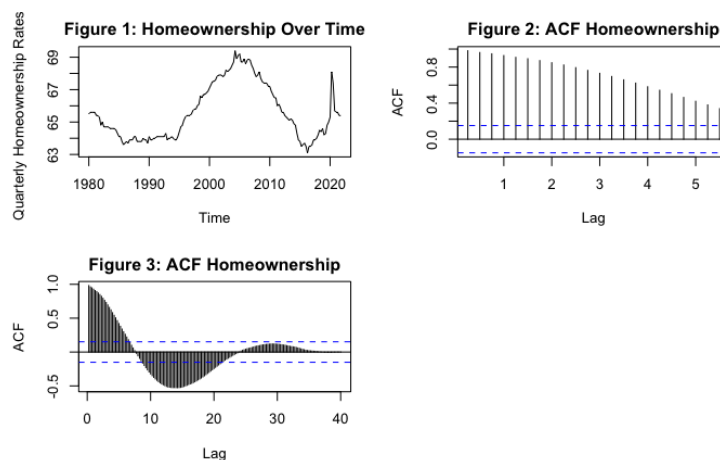 Figure 1: Homeownership Over Time
Quarterly Homeownership Rates
69
67
65
63
1980 1990 2000 2010 2020
Time
Figure 2: ACF Homeownership
ACF
0.8
0.4
0.0
1 2 3 4 5
Lag
Figure 3: ACF Homeownership
ACF
1.0
0.5
-0.5
0 10 20 30 40
Lag